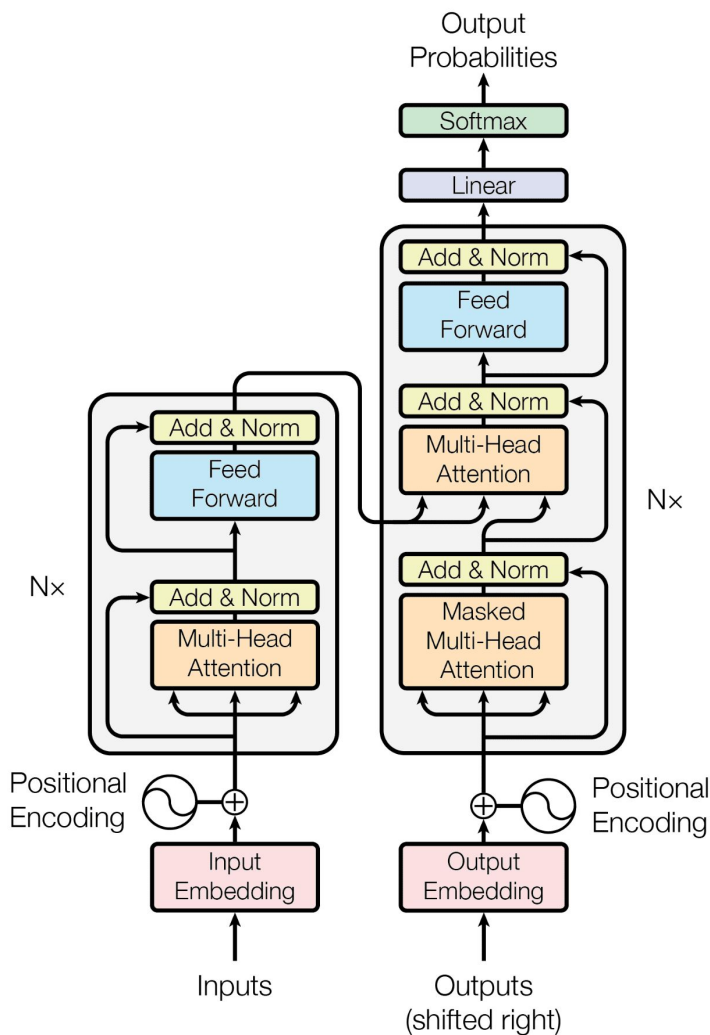 Output
Probabilities
Softmax
Linear
Add & Norm
Feed
Forward
Add & Norm
Multi-Head
Attention
Add & Norm
Masked
Multi-Head
Attention
Nx
Add & Norm
Feed
Forward
Add & Norm
Multi-Head
Attention
Nx
Positional
Encoding
Positional
Encoding
Input
Embedding
Output
Embedding
Inputs
Outputs
(shifted right)